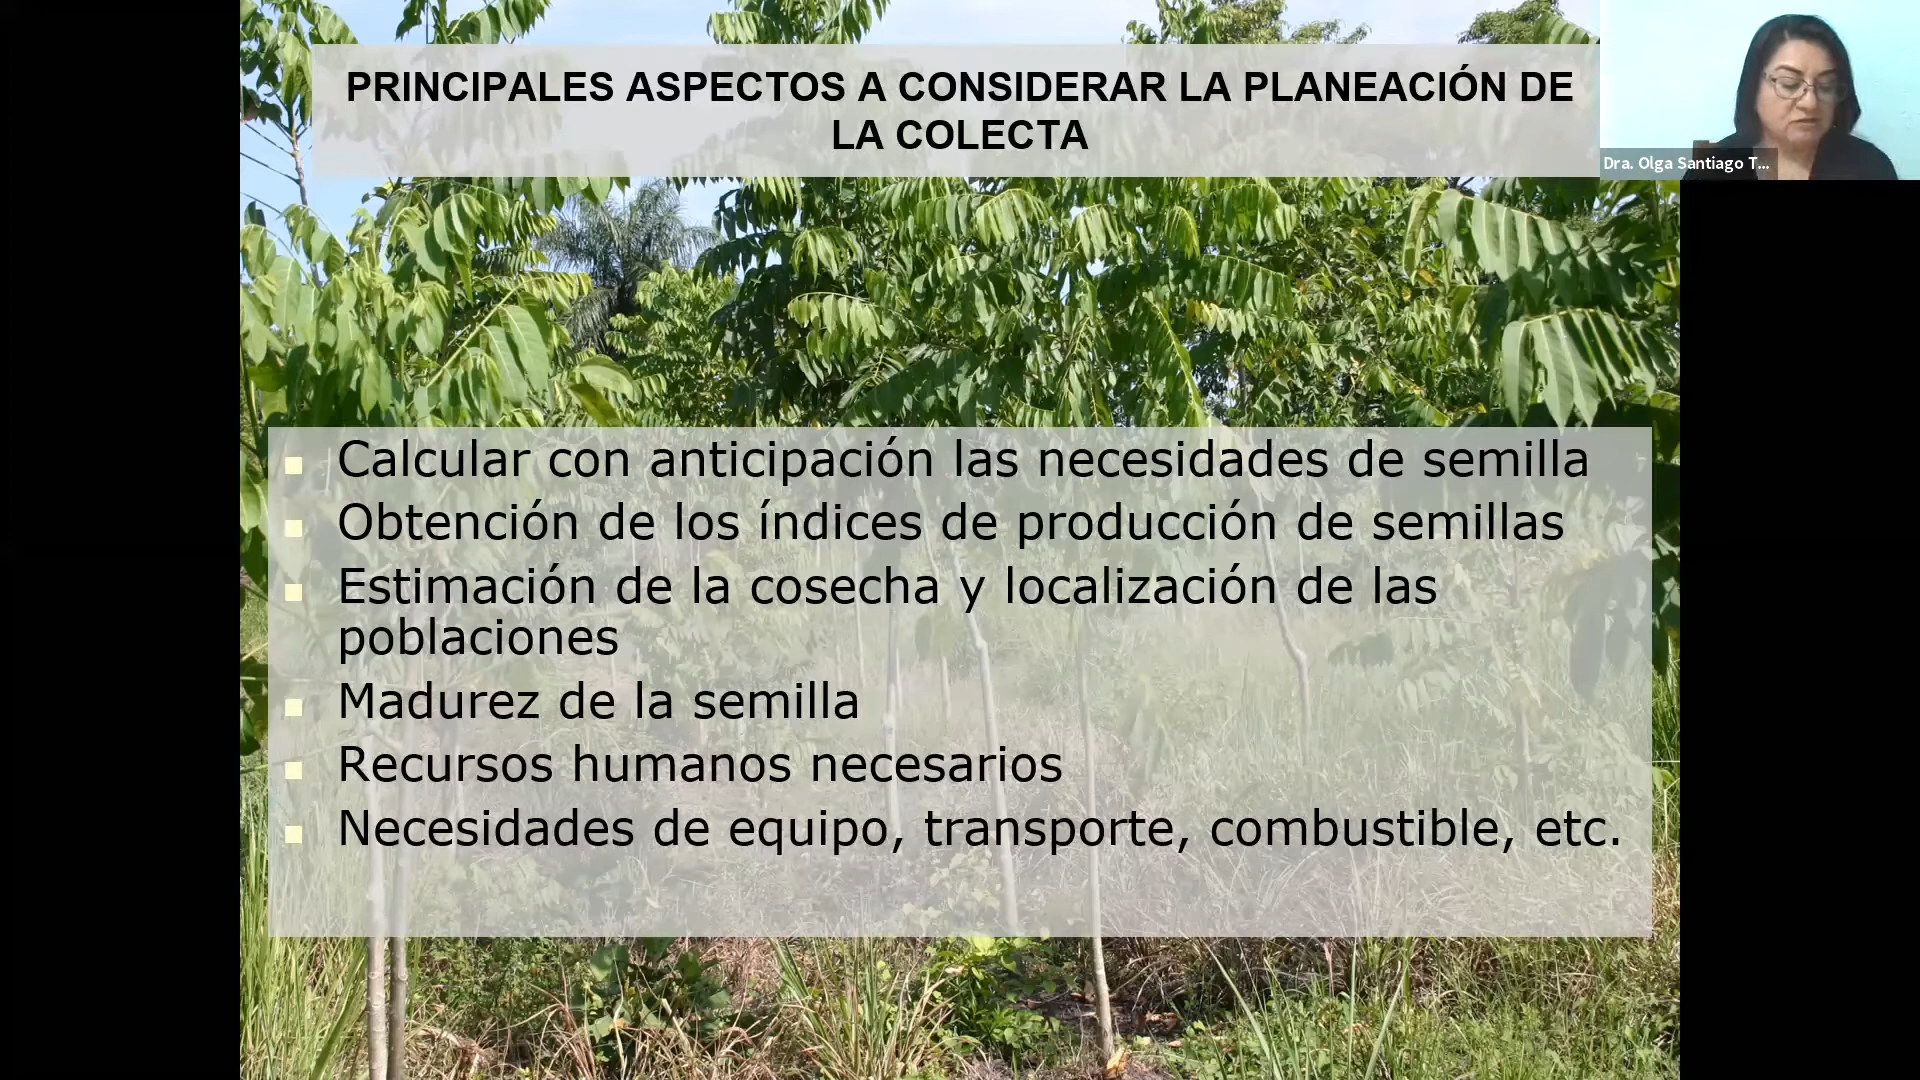 PRINCIPALES ASPECTOS A CONSIDERAR LA PLANEACIÓN DE
LA COLECTA
Dra. Olga Santiago T...
Calcular con anticipación las necesidades de semilla
Obtención de los índices de producción de semillas
Estimación de la cosecha y localización de las
poblaciones
Madurez de la semilla
Recursos humanos necesarios
Necesidades de equipo, transporte, combustible, etc.